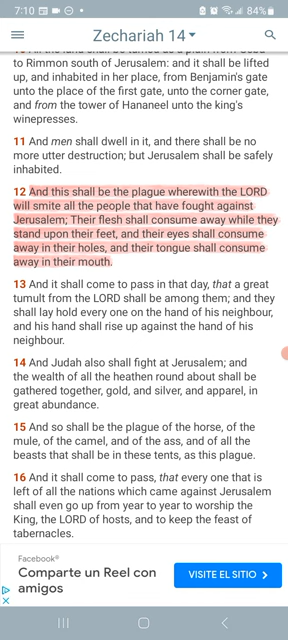 7:10
84%
Zechariah 14
to Rimmon south of Jerusalem: and it shall be lifted
up, and inhabited in her place, from Benjamin's gate
unto the place of the first gate, unto the corner gate,
and from the tower of Hananeel unto the king's
winepresses.
11 And men shall dwell in it, and there shall be no
more utter destruction; but Jerusalem shall be safely
inhabited.
12 And this shall be the plague wherewith the LORD
will smite all the people that have fought against
Jerusalem; Their flesh shall consume away while they
stand upon their feet, and their eyes shall consume
away in their holes, and their tongue shall consume
away in their mouth.
13 And it shall come to pass in that day, that a great
tumult from the LORD shall be among them; and they
shall lay hold every one on the hand of his neighbour,
and his hand shall rise up against the hand of his
neighbour.
14 And Judah also shall fight at Jerusalem; and
the wealth of all the heathen round about shall be
gathered together, gold, and silver, and apparel, in
great abundance.
15 And so shall be the plague of the horse, of the
mule, of the camel, and of the ass, and of all the
beasts that shall be in these tents, as this plague.
16 And it shall come to pass, that every one that is
left of all the nations which came against Jerusalem
shall even go up from year to year to worship the
King, the LORD of hosts, and to keep the feast of
tabernacles.
Facebook®
Comparte un Reel con
amigos
VISITE EL SITIO